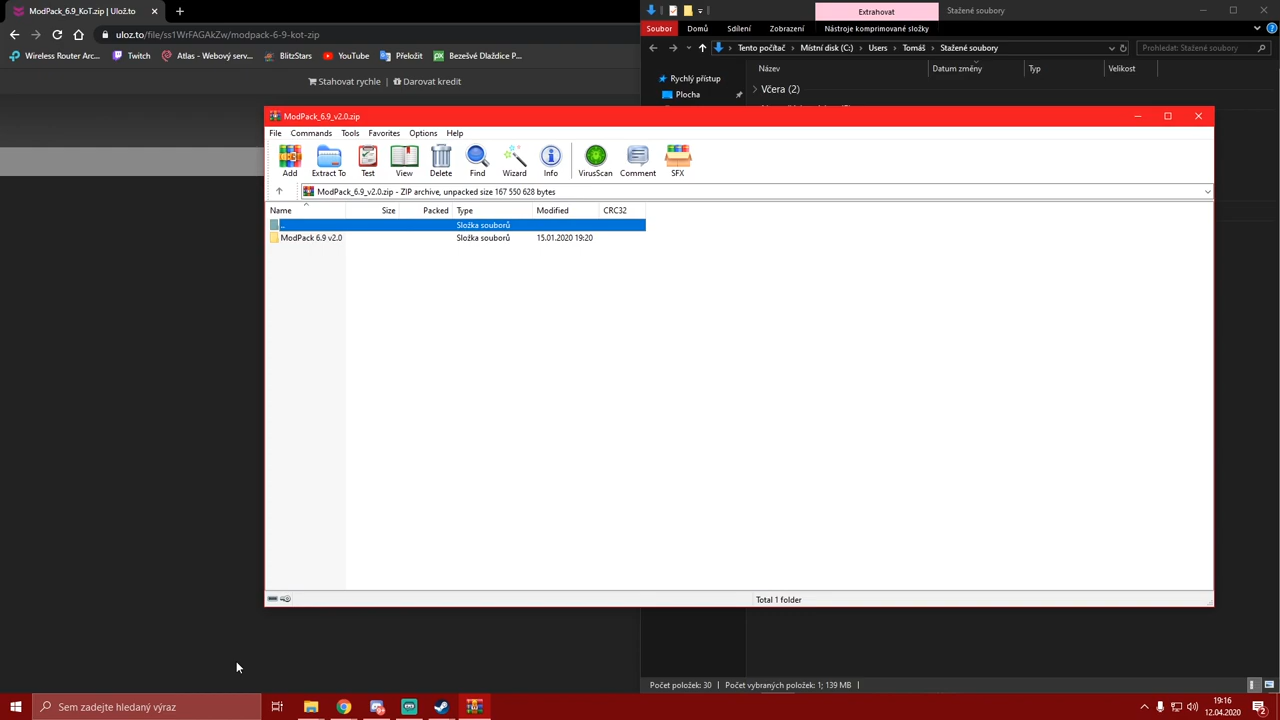 ModPack_6.9_KoT.zip | Ulož.to
Extrahovat
Stažené soubory
uloz.to/file/ss1WrAGAIZ0w/modpack-6-9-kot-zip
Soubor Domů Sdílení Zobrazení Nástroje komprimované složky
Tento počítač Místní disk (C:) Users Tomáš Stažené soubory
Prohledat: Stažené soubory
Wireless Router Arc... Twitch Atlas - Webový serv... BlitzStars YouTube Přeložit Bezešvé Dlaždice P...
Název Datum změny Typ Velikost
Stahovat rychle | Darovat kredit
Rychlý přístup
Včera (2)
Plocha
ModPack_6.9_v2.0.zip
File Commands Tools Favorites Options Help
Add Extract To Test View Delete Find Wizard Info VirusScan Comment SFX
ModPack_6.9_v2.0.zip - ZIP archive, unpacked size 167 550 628 bytes
Name Size Packed Type Modified CRC32
.. Složka souborů
ModPack 6.9 v2.0 Složka souborů 15.01.2020 19:20
Total 1 folder
Počet položek: 30 Počet vybraných položek: 1; 139 MB
Sem zadejte hledaný výraz
19:16
12.04.2020
2